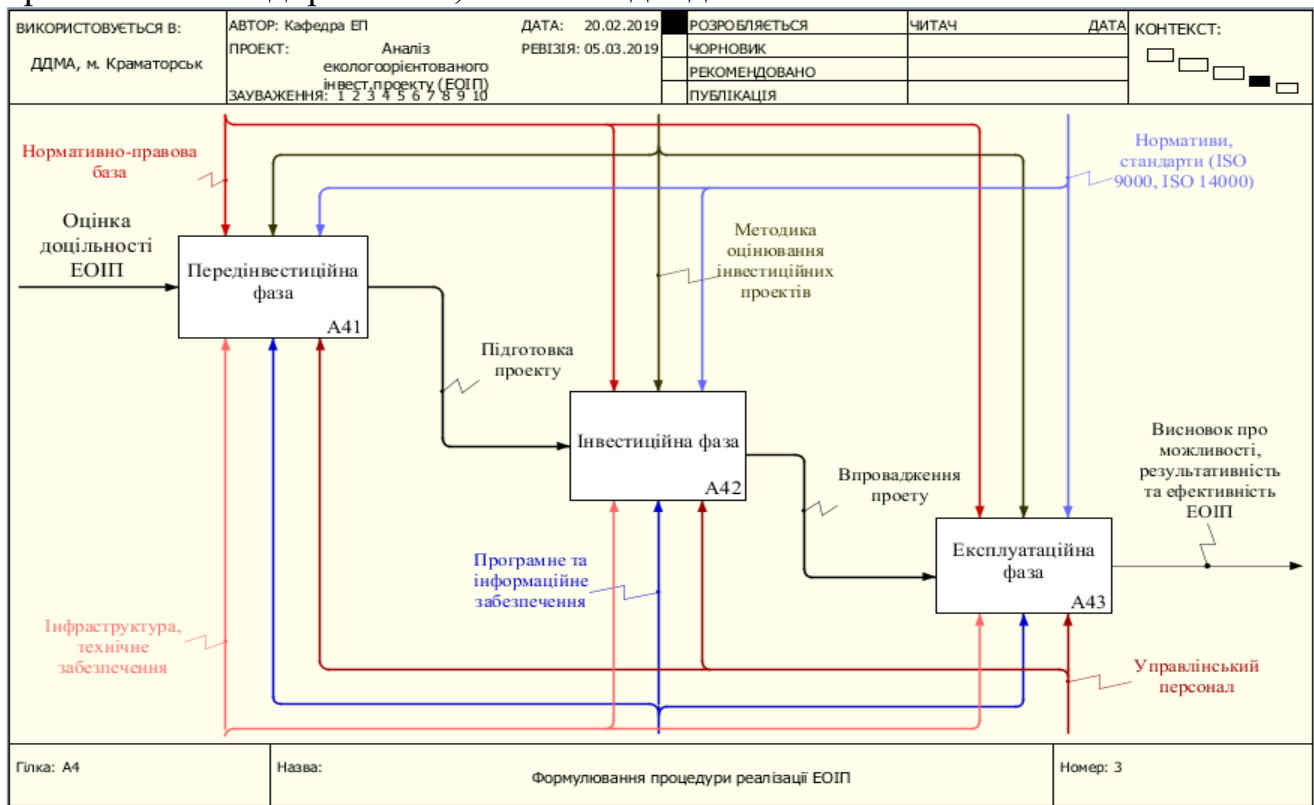 ВИКОРИСТОВУЄТЬСЯ В:
ДДМА, м. Краматорськ
АВТОР: Кафедра ЕП
ДАТА: 20.02.2019
ПРОЕКТ: Аналіз
екологоорієнтованого
інвест.проекту (ЕОІП)
РЕВІЗІЯ: 05.03.2019
ЗАУВАЖЕННЯ: 1 2 3 4 5 6 7 8 9 10
РОЗРОБЛЯЄТЬСЯ
ЧОРНОВИК
РЕКОМЕНДОВАНО
ПУБЛІКАЦІЯ
ЧИТАЧ
ДАТА
КОНТЕКСТ:
Нормативно-правова
база
Нормативи,
стандарти (ISO
9000, ISO 14000)
Оцінка
доцільності
ЕОІП
Методика
оцінювання
інвестиційних
проектів
Передінвестиційна
фаза
A41
Підготовка
проекту
Інвестиційна фаза
A42
Впровадження
проету
Висновок про
можливості,
результативність
та ефективність
ЕОІП
Експлуатаційна
фаза
A43
Програмне та
інформаційне
забезпечення
Інфраструктура,
технічне
забезпечення
Управлінський
персонал
Гілка: A4
Назва:
Формулювання процедури реалізації ЕОІП
Номер: 3